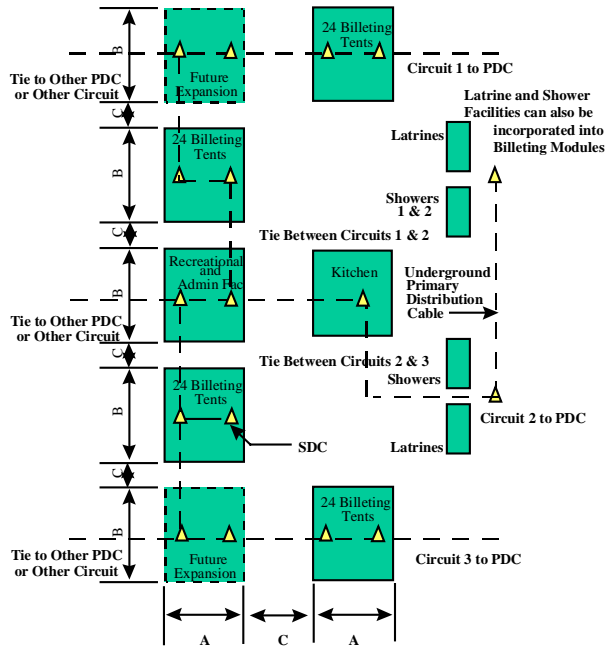 B
Tie to Other PDC
or Other Circuit
Future
Expansion
24 Billeting
Tents
Circuit 1 to PDC
Latrine and Shower
Facilities can also be
incorporated into
Billeting Modules
C
B
24 Billeting
Tents
Latrines
Showers
1 & 2
C
Tie Between Circuits 1 & 2
B
Tie to Other PDC
or Other Circuit
Recreational
and
Admin Fac
Kitchen
Underground
Primary
Distribution
Cable
C
Tie Between Circuits 2 & 3
Showers
B
24 Billeting
Tents
SDC
Circuit 2 to PDC
Latrines
C
B
Tie to Other PDC
or Other Circuit
Future
Expansion
24 Billeting
Tents
Circuit 3 to PDC
A
C
A